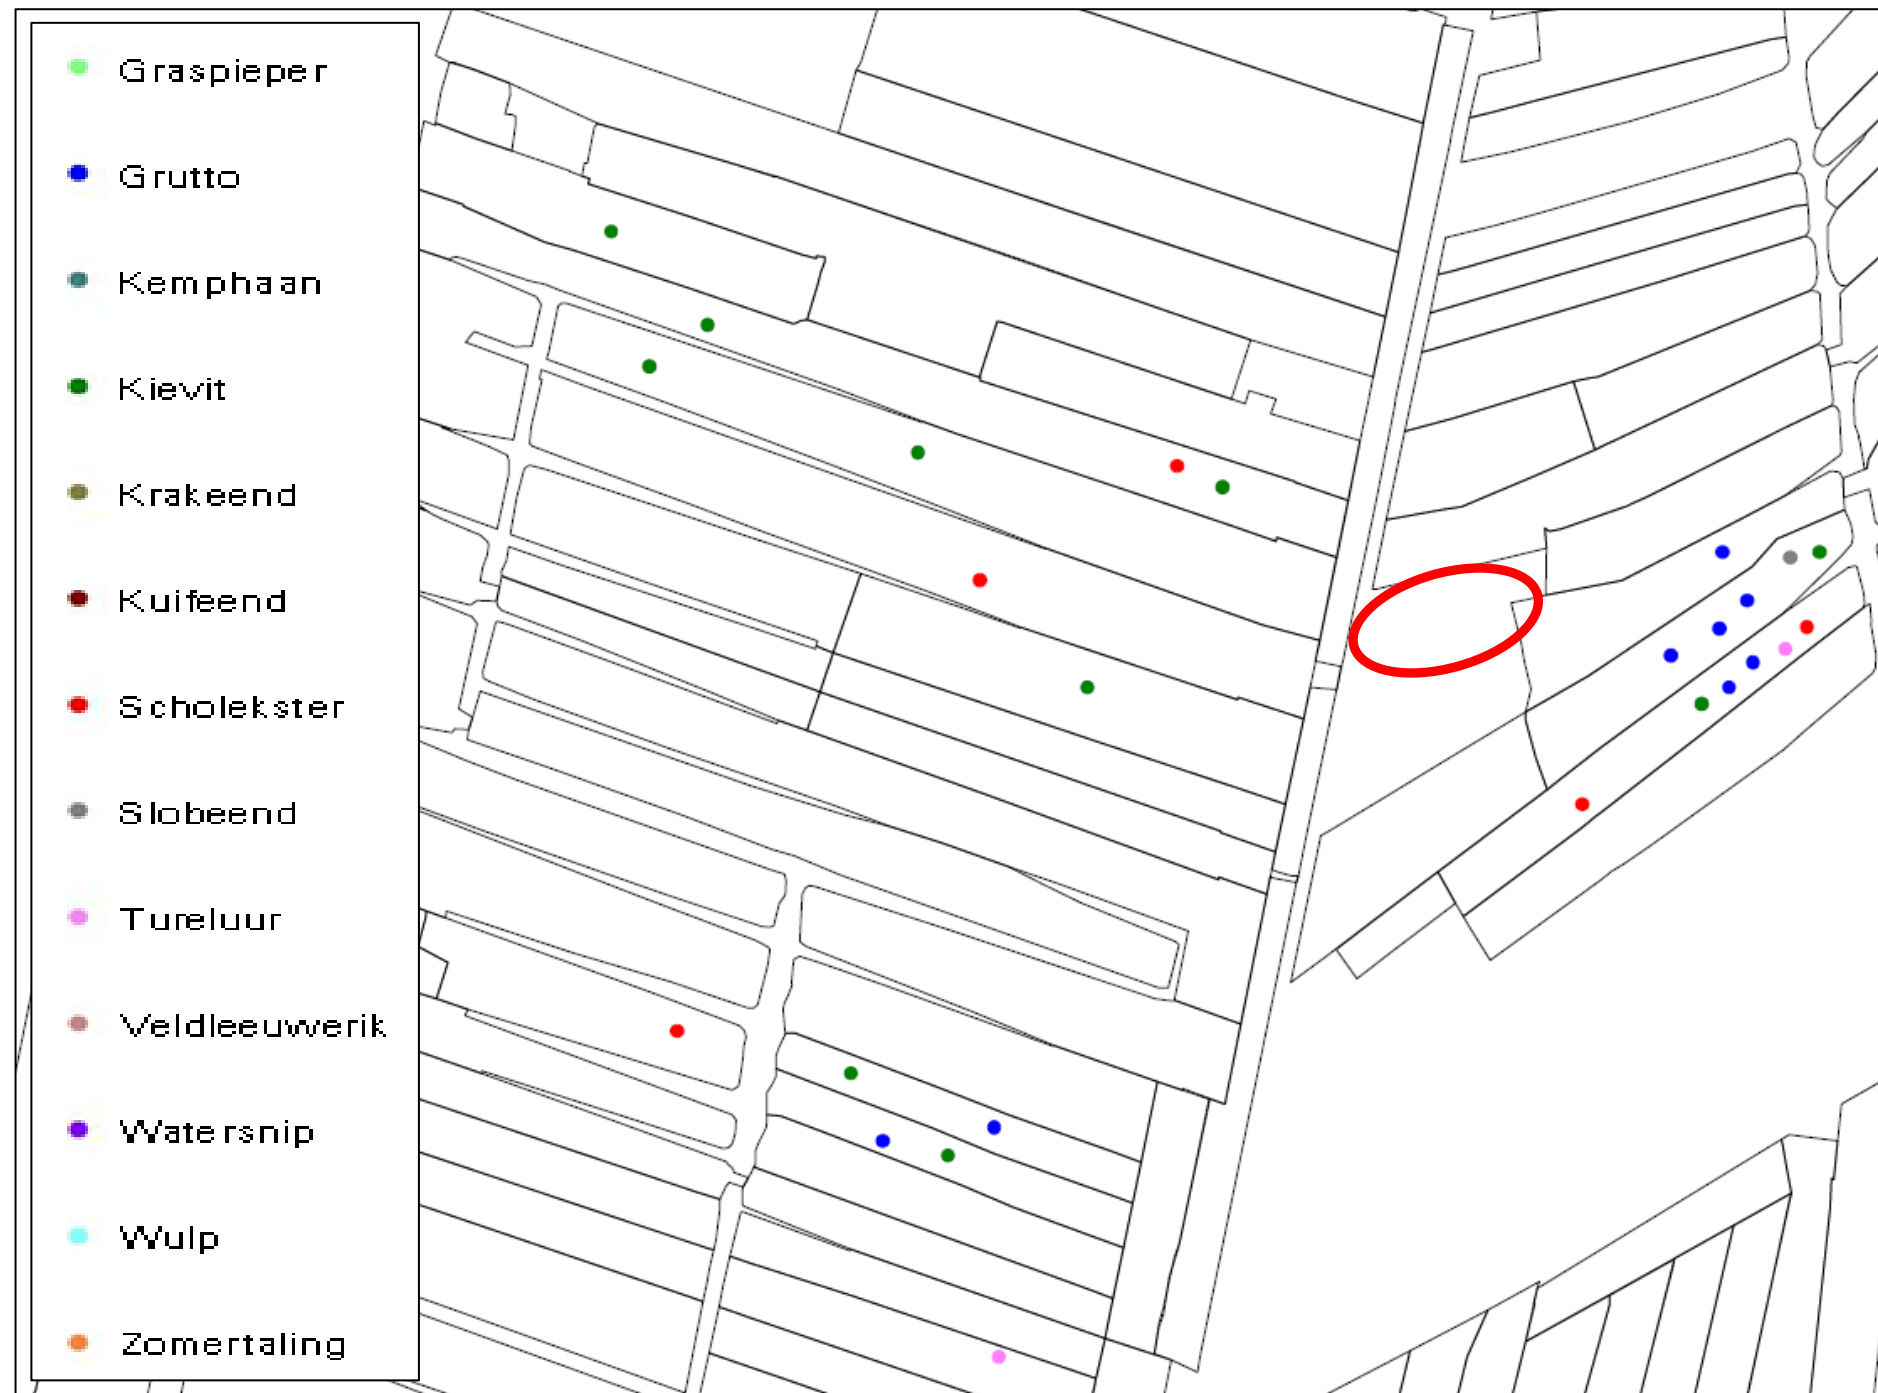 Graspieper
Grutto
Kemphaan
Kievit
Krakeend
Kuifeend
Scholekster
Slobeend
Tureluur
Veldleeuwerik
Watersnip
Wulp
Zomertaling